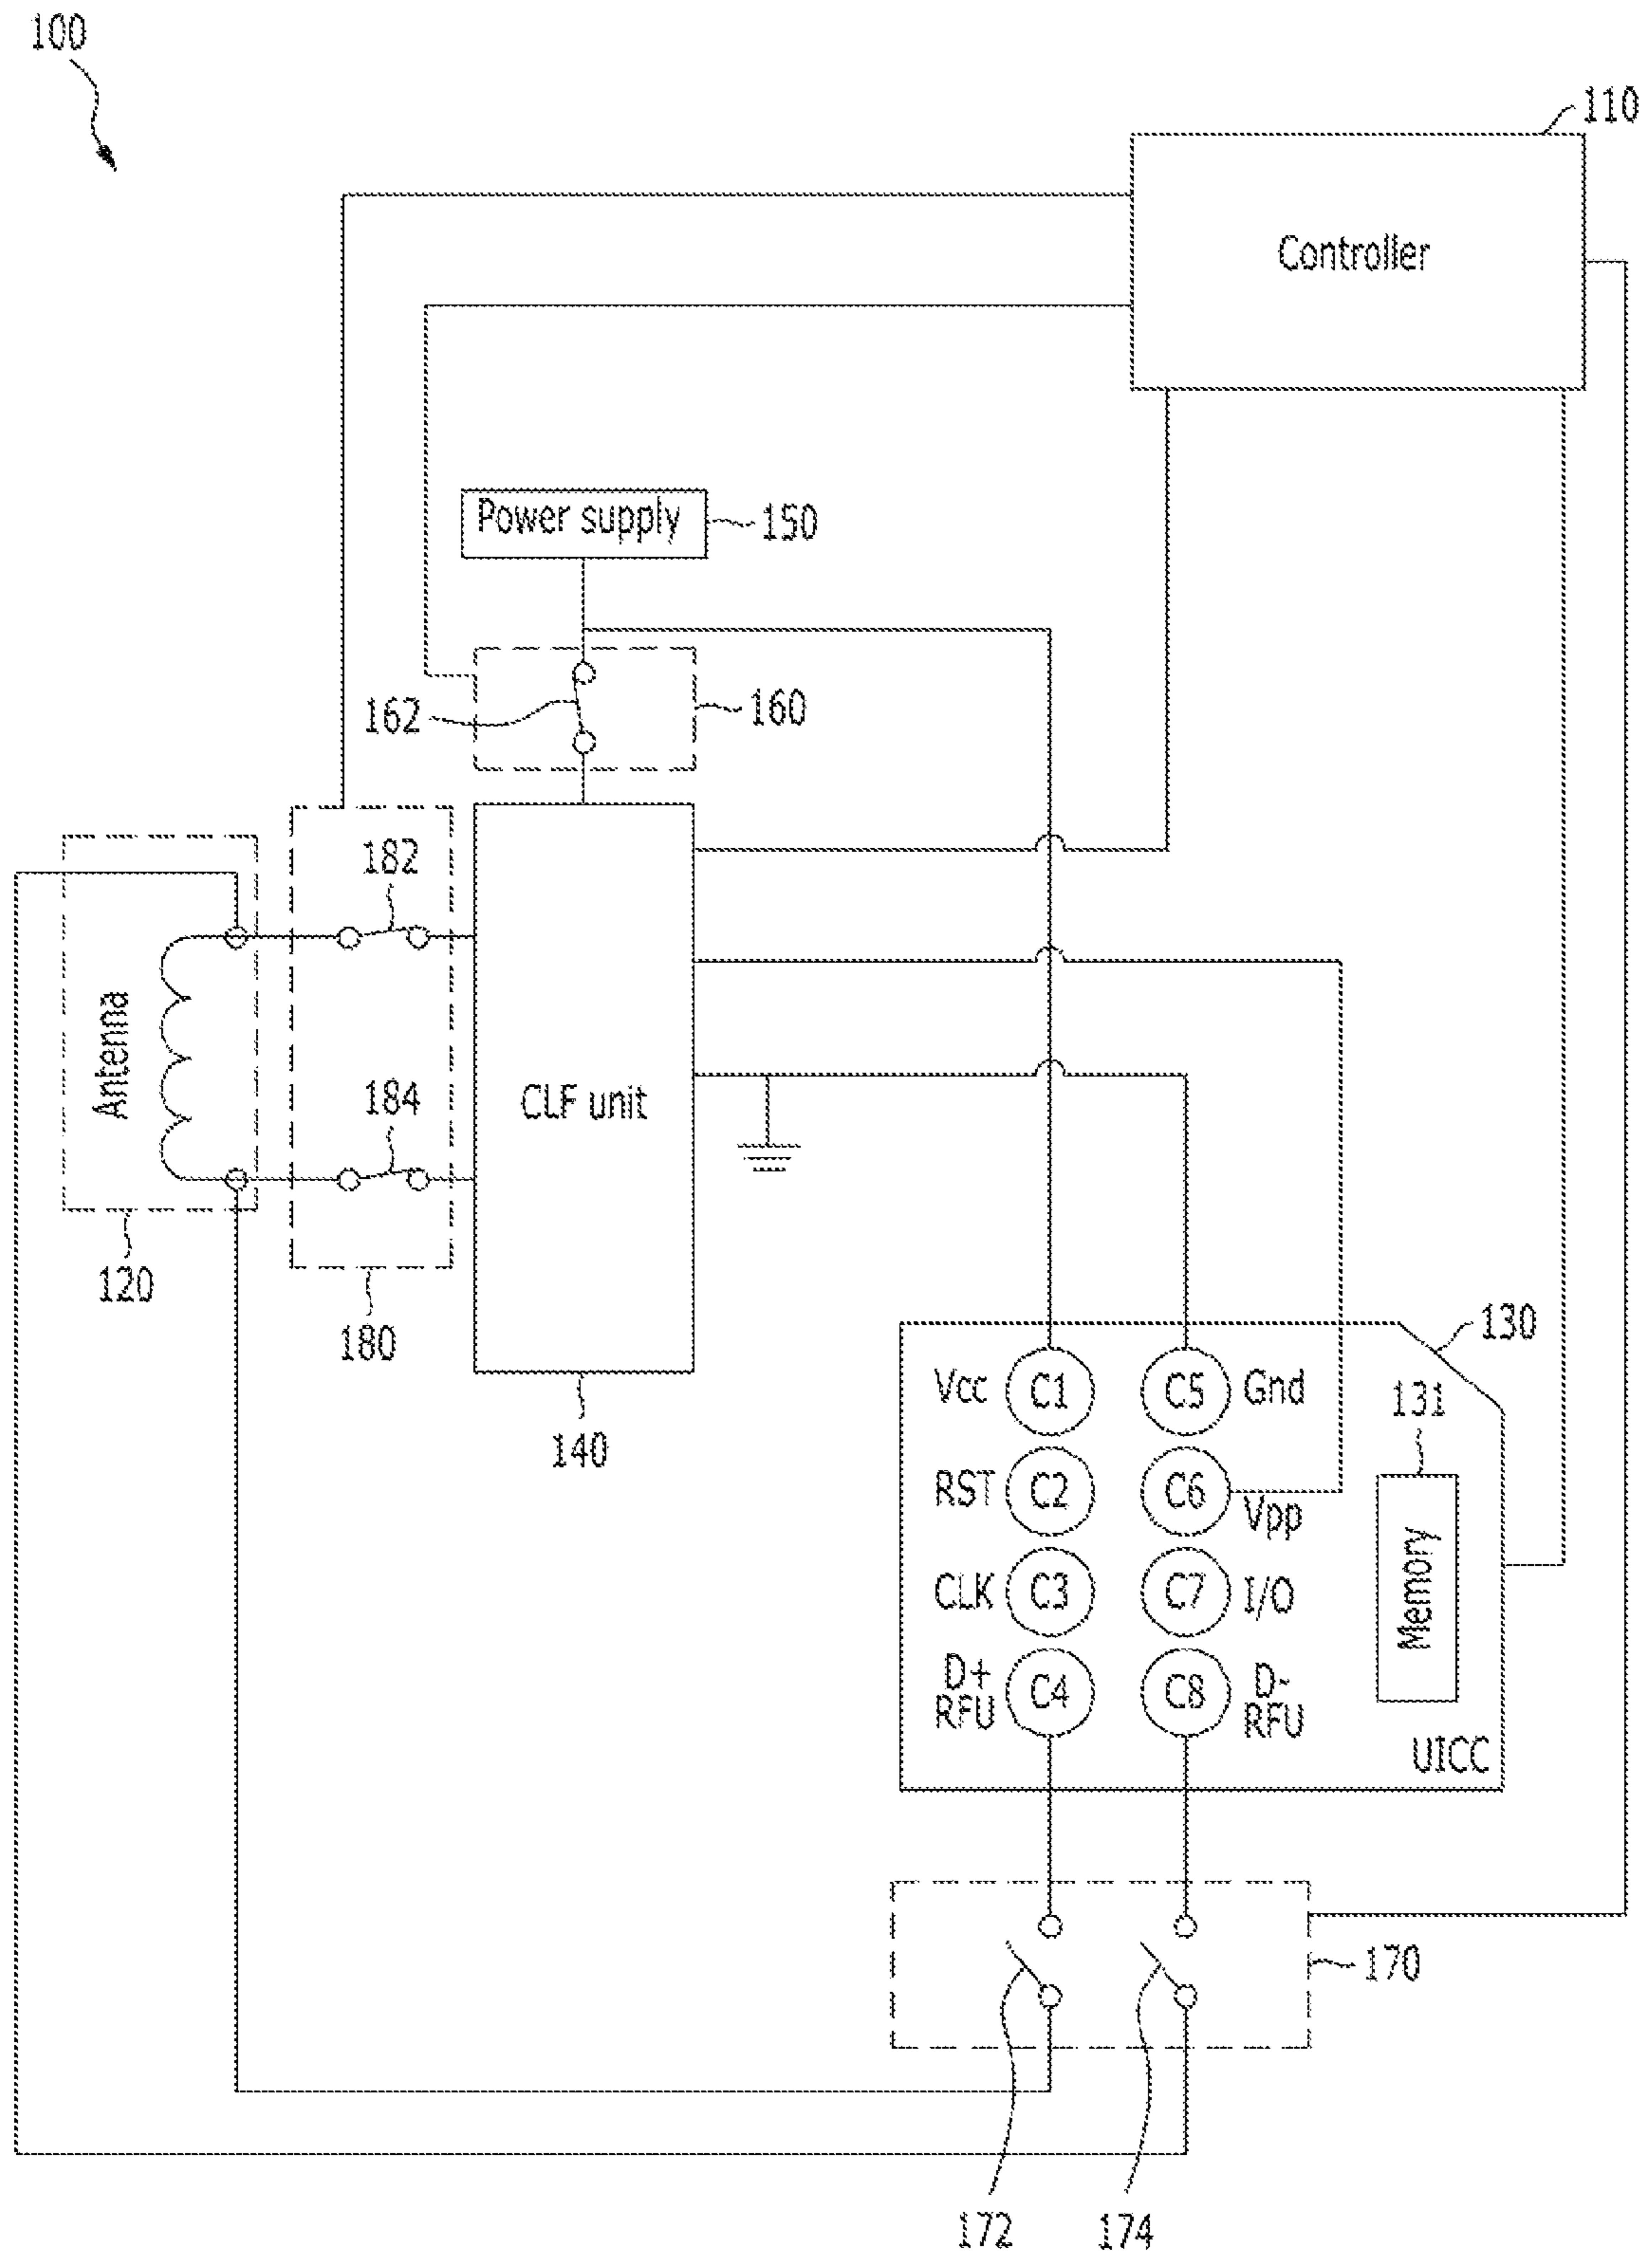 100
110
Controller
Power supply
150
162
160
182
Antenna
184
CLF unit
120
180
140
130
Vcc
C1
C5
Gnd
131
RST
C2
C6
Vpp
CLK
C3
C7
I/O
Memory
D+
RFU
C4
C8
D-
RFU
UICC
170
172
174